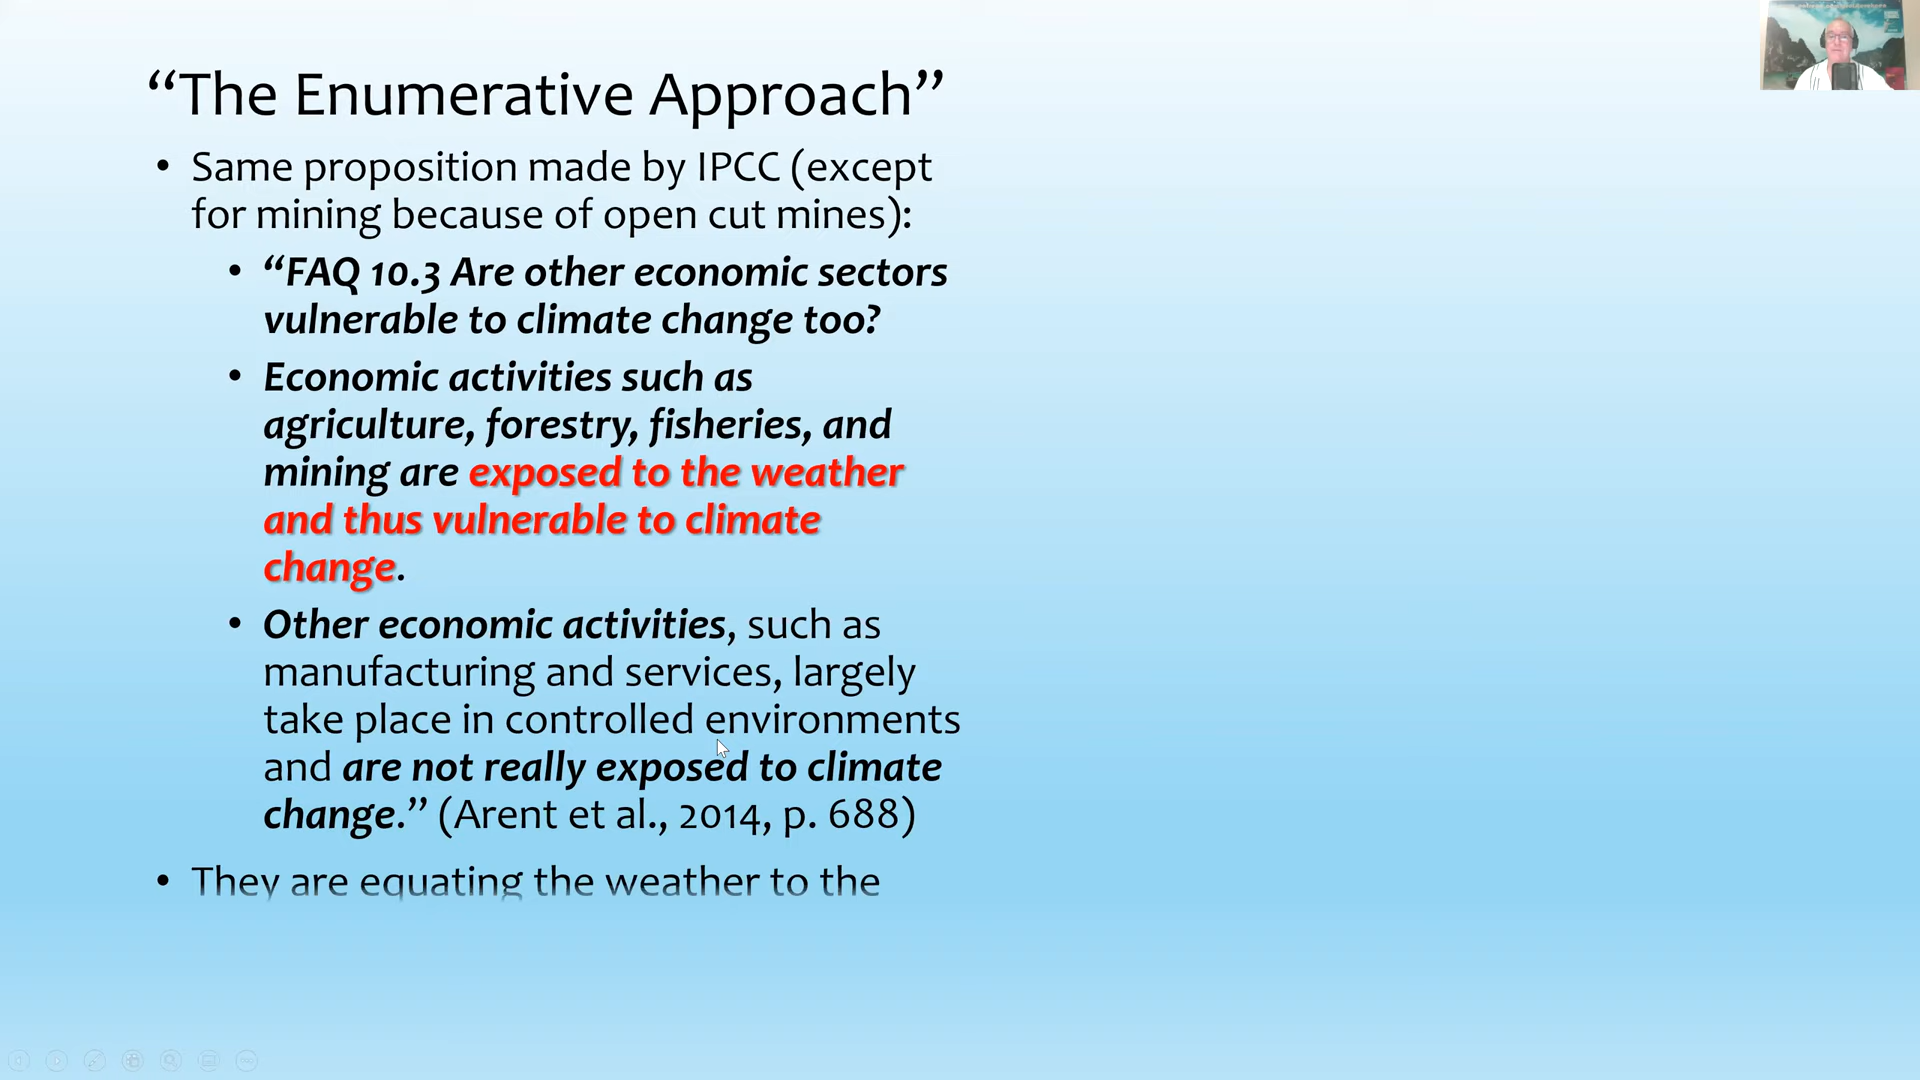 “The Enumerative Approach”
• Same proposition made by IPCC (except
for mining because of open cut mines):
• “FAQ 10.3 Are other economic sectors
vulnerable to climate change too?
• Economic activities such as
agriculture, forestry, fisheries, and
mining are exposed to the weather
and thus vulnerable to climate
change.
• Other economic activities, such as
manufacturing and services, largely
take place in controlled environments
and are not really exposed to climate
change.” (Arent et al., 2014, p. 688)
• They are equating the weather to the